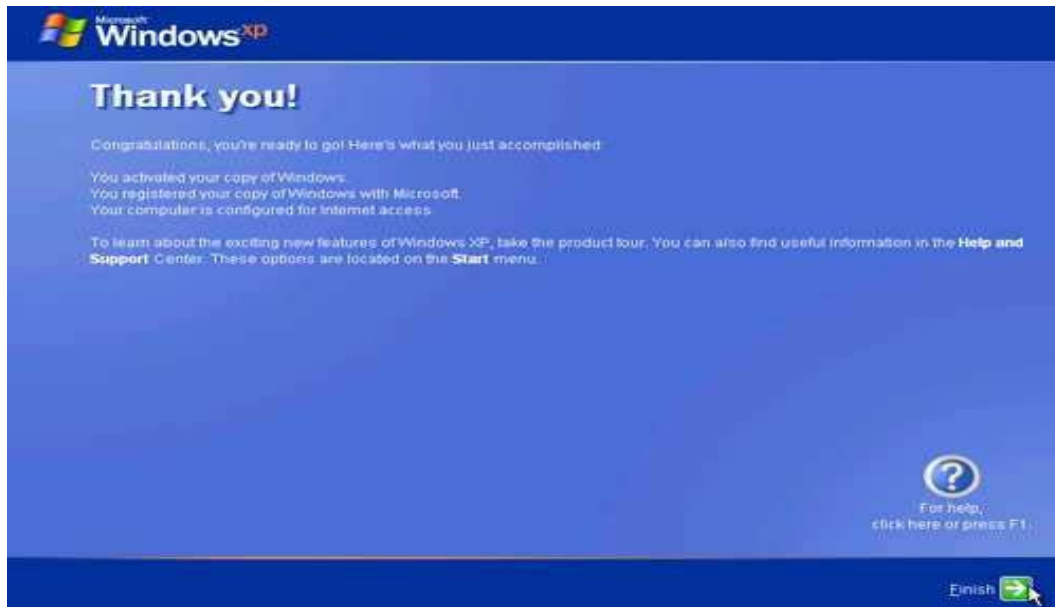 Microsoft
Windows xp
Thank you!
Congratulations, you're ready to go! Here's what you just accomplished:
You activated your copy of Windows.
You registered your copy of Windows with Microsoft.
Your computer is configured for Internet access.
To learn about the exciting new features of Windows XP, take the product tour. You can also find useful information in the Help and
Support Center. These options are located on the Start menu.
For help,
click here or press F1.
Finish